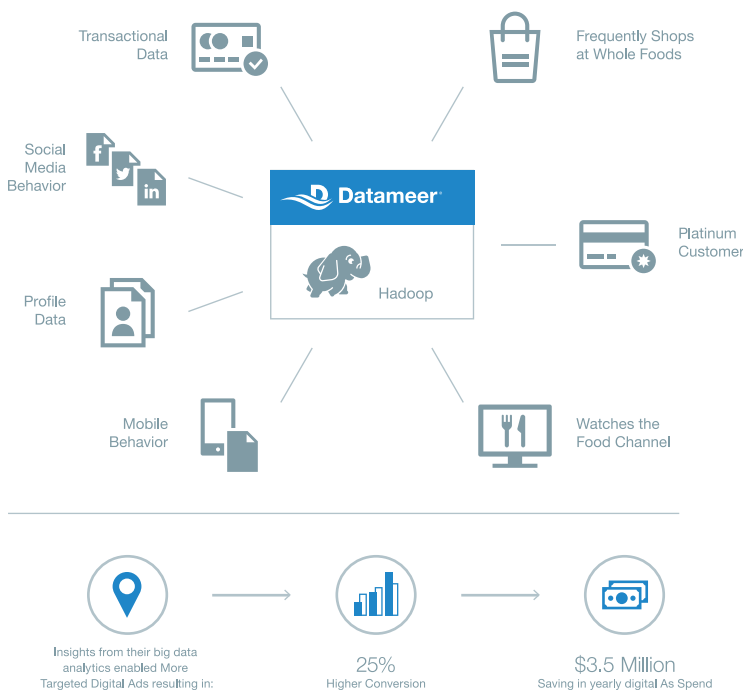 Transactional
Data
Frequently Shops
at Whole Foods
Social
Media
Behavior
f
in
Datameer
Platinum
Customer
Hadoop
Profile
Data
Mobile
Behavior
Watches the
Food Channel
Insights from their big data
analytics enabled More
Targeted Digital Ads resulting in:
25%
Higher Conversion
$3.5 Million
Saving in yearly digital As Spend